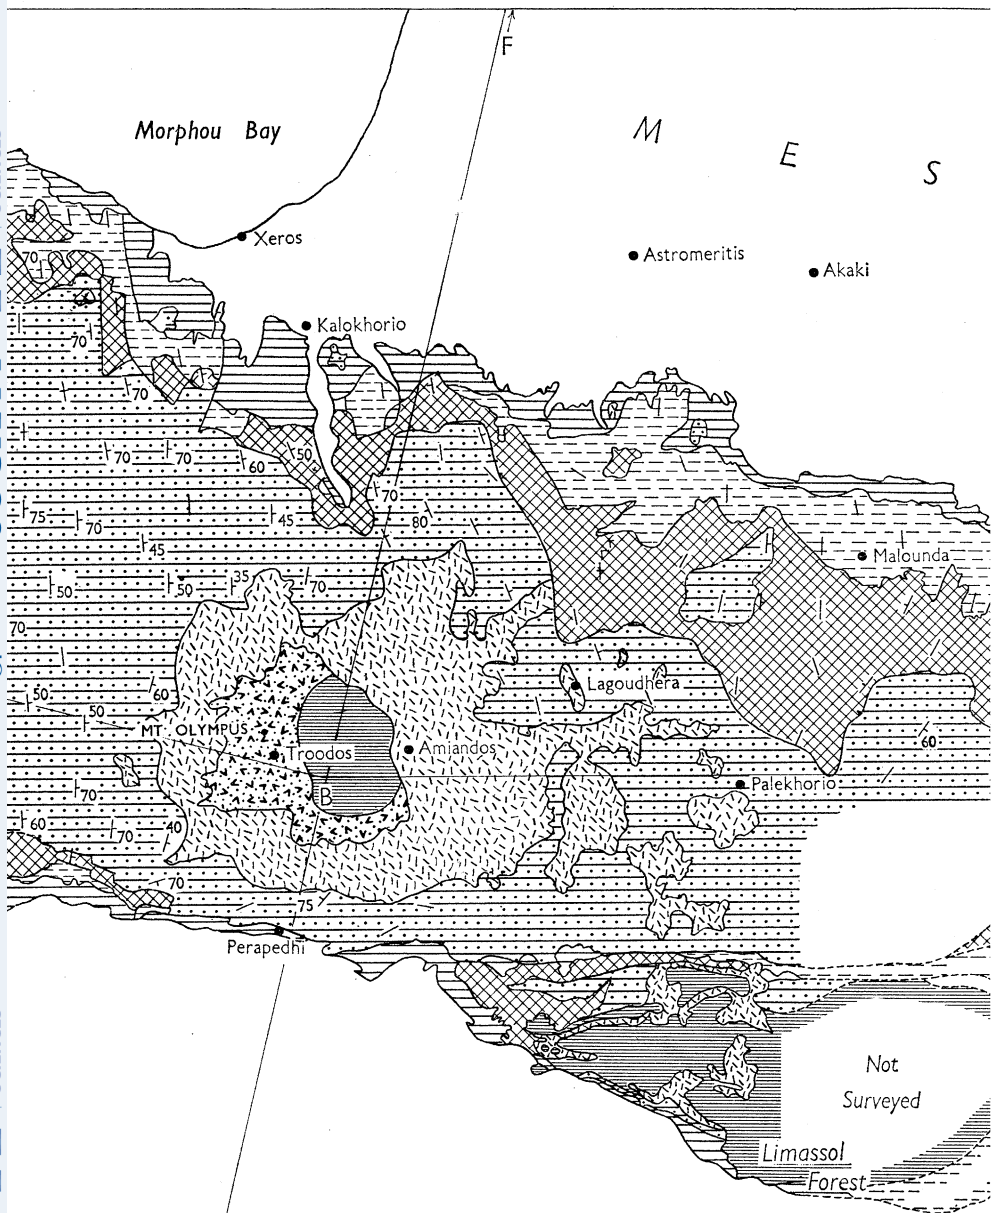 F
Morphou Bay
M E S
Xeros
Astromeritis
Akaki
70
Kalokhorio
70
70
50
70
70
60
70
75
70
45
80
45
Malounda
50
50
35
70
70
Lagoudhera
50
60
50
60
MT. OLYMPUS
Troodos
Amiandos
B
Palekhorio
70
60
70
40
70
75
Perapedhi
Not
Surveyed
Limassol
Forest